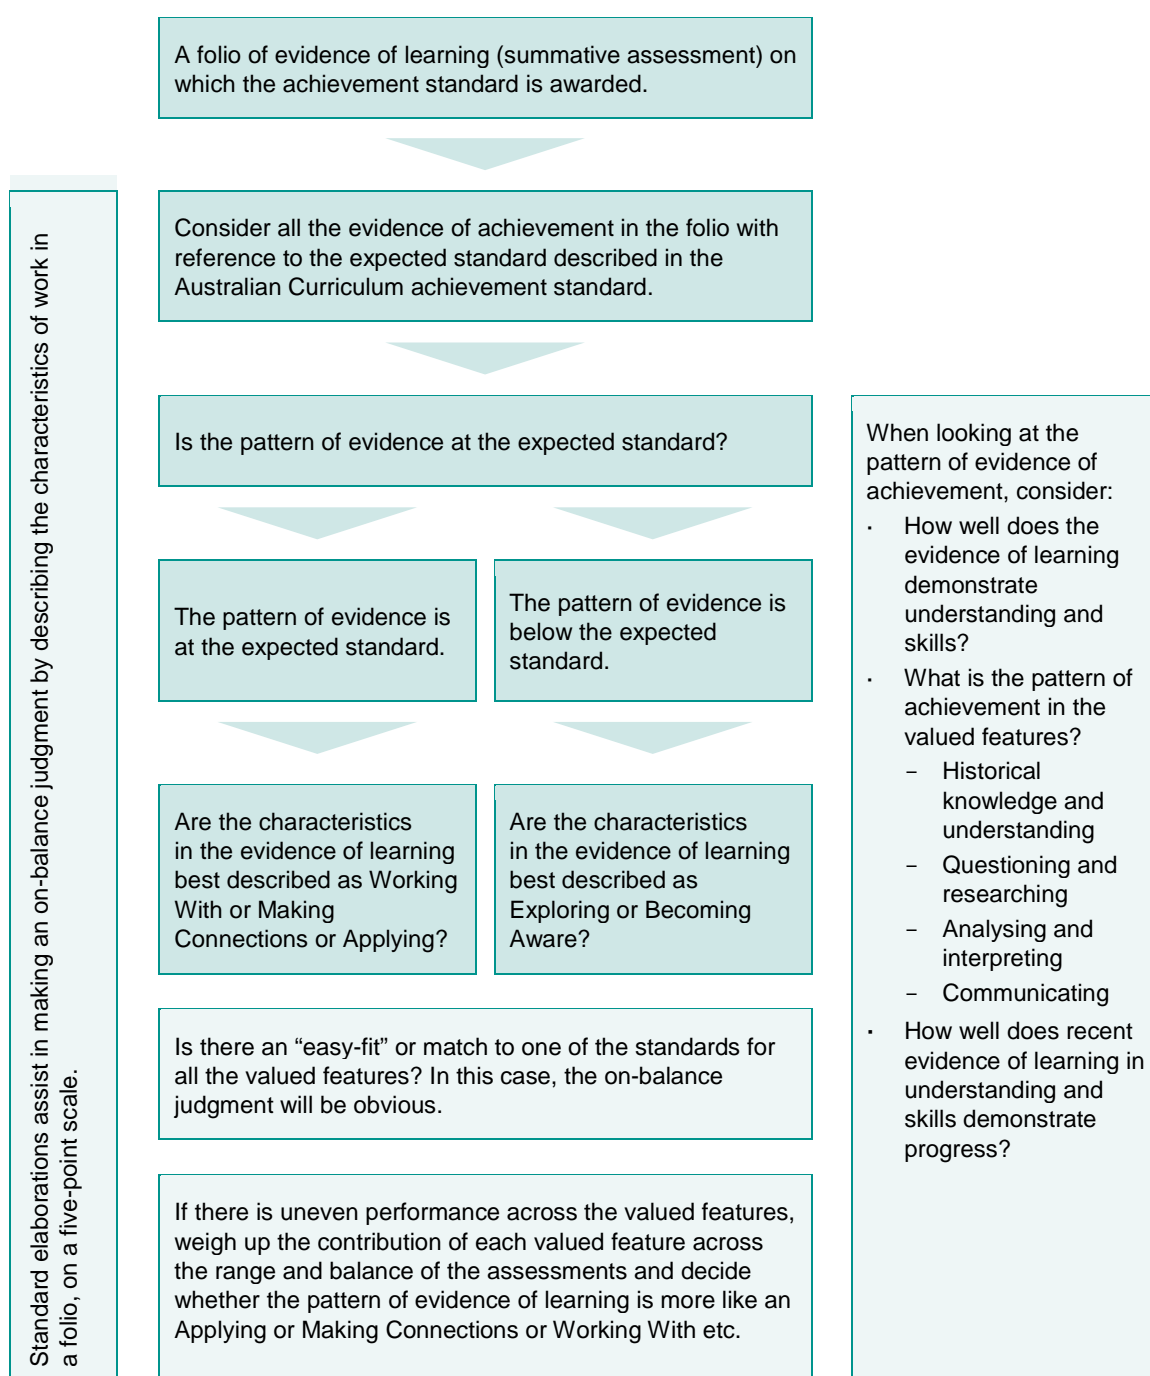 A folio of evidence of learning (summative assessment) on
which the achievement standard is awarded.
Standard elaborations assist in making an on-balance judgment by describing the characteristics of work in
a folio, on a five-point scale.
Consider all the evidence of achievement in the folio with
reference to the expected standard described in the
Australian Curriculum achievement standard.
Is the pattern of evidence at the expected standard?
The pattern of evidence is
at the expected standard.
The pattern of evidence is
below the expected
standard.
Are the characteristics
in the evidence of learning
best described as Working
With or Making
Connections or Applying?
Are the characteristics
in the evidence of learning
best described as
Exploring or Becoming
Aware?
Is there an “easy-fit” or match to one of the standards for
all the valued features? In this case, the on-balance
judgment will be obvious.
If there is uneven performance across the valued features,
weigh up the contribution of each valued feature across
the range and balance of the assessments and decide
whether the pattern of evidence of learning is more like an
Applying or Making Connections or Working With etc.
When looking at the
pattern of evidence of
achievement, consider:
· How well does the
evidence of learning
demonstrate
understanding and
skills?
· What is the pattern of
achievement in the
valued features?
– Historical
knowledge and
understanding
– Questioning and
researching
– Analysing and
interpreting
– Communicating
· How well does recent
evidence of learning in
understanding and
skills demonstrate
progress?